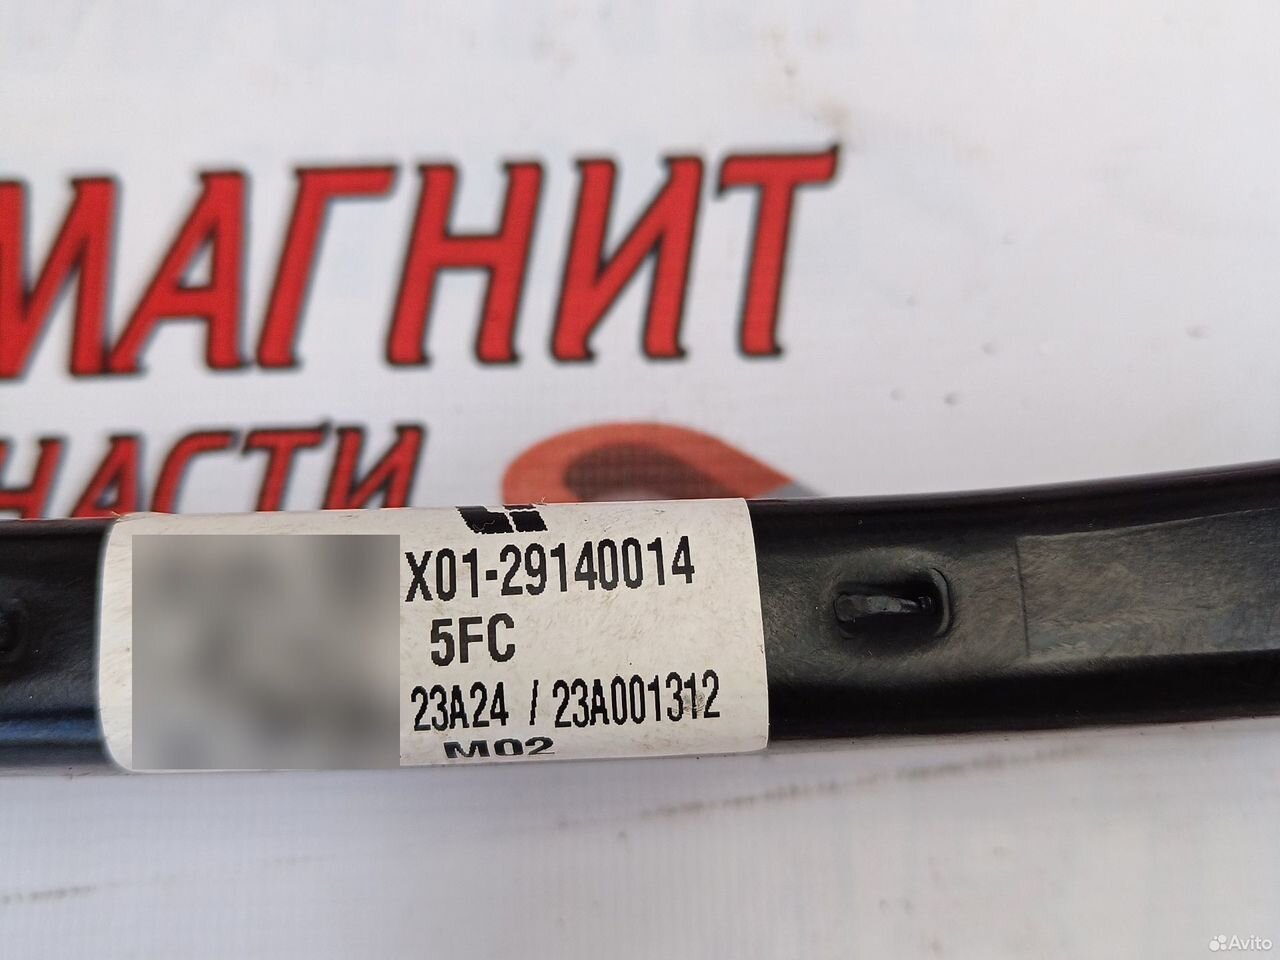 МАГНИТ
ЧАСТИ
X01-29140014
5FC
23A24 / 23A001312
M02
Avito